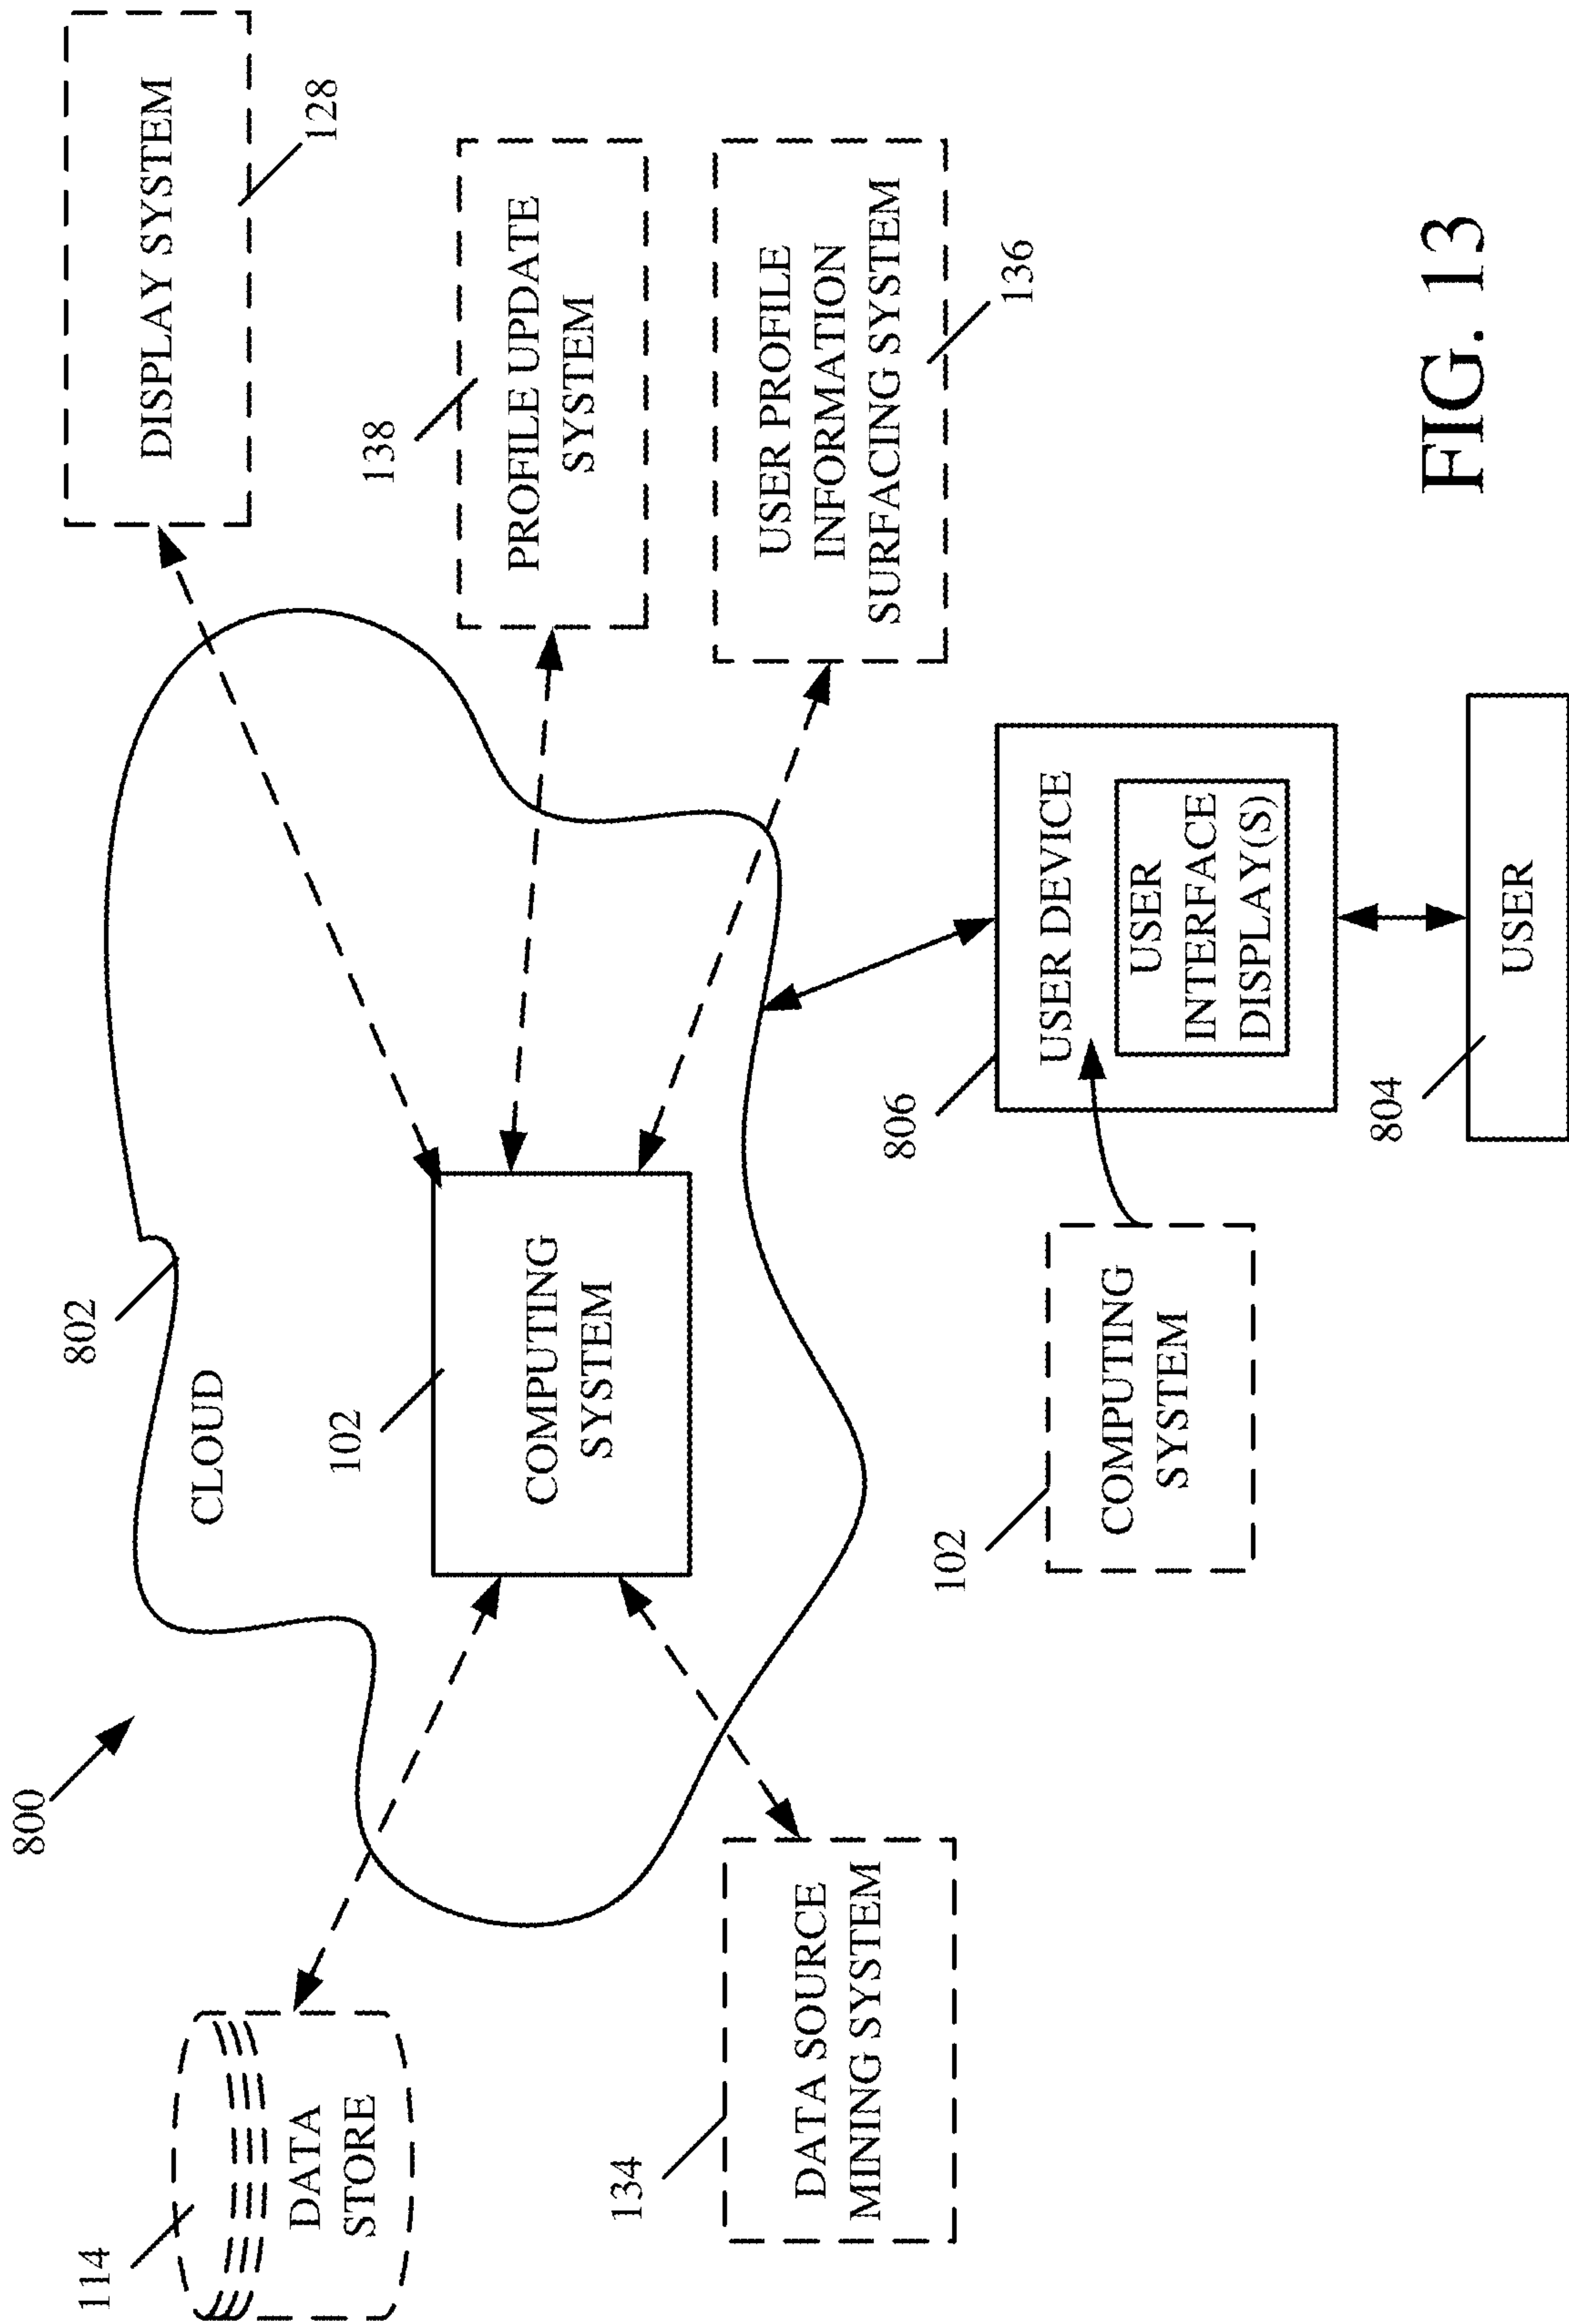 800
802
CLOUD
114
DATA
STORE
DISPLAY SYSTEM
128
102
COMPUTING
SYSTEM
138
PROFILE UPDATE
SYSTEM
134
DATA SOURCE
MINING SYSTEM
USER PROFILE
INFORMATION
SURFACING SYSTEM
136
102
COMPUTING
SYSTEM
806
USER DEVICE
USER
INTERFACE
DISPLAY(S)
804
USER
FIG. 13